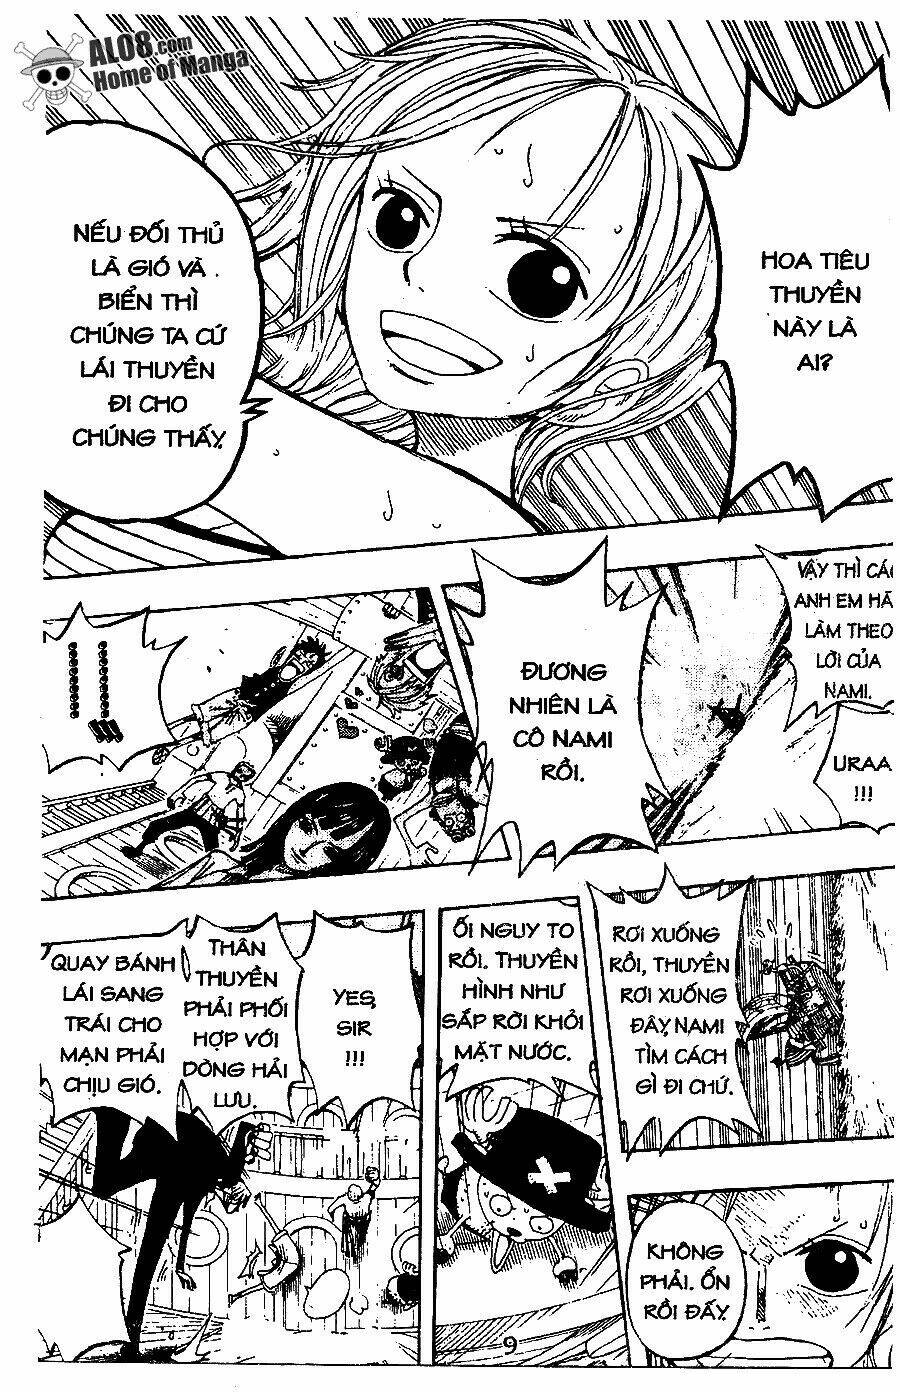 AL08.com
Home of Manga
HOA TIÊU
THUYỀN
NÀY LÀ
AI?
NẾU ĐỐI THỦ
LÀ GIÓ VÀ
BIỂN THÌ
CHÚNG TA CỨ
LÁI THUYỀN
ĐI CHO
CHÚNG THẤY.
VẬY THÌ CÁ
ANH EM HÃ
LÀM THEO
LỜI CỦA
NAMI.
URAA
!!!
ĐƯƠNG
NHIÊN LÀ
CÔ NAMI
RỒI.
!!!
RƠI XUỐNG
RỒI, THUYỀN
RƠI XUỐNG
ĐÂY, NAMI
TÌM CÁCH
GÌ ĐI CHỨ.
ỐI NGUY TO
RỒI. THUYỀN
HÌNH NHƯ
SẮP RỜI KHỎI
MẶT NƯỚC.
KHÔNG
PHẢI. ỔN
RỒI ĐẤY.
YES,
SIR
!!!
THÂN
THUYỀN
PHẢI PHỐI
HỢP VỚI
DÒNG HẢI
LƯU.
QUAY BÁNH
LÁI SANG
TRÁI CHO
MẠN PHẢI
CHỊU GIÓ.
9